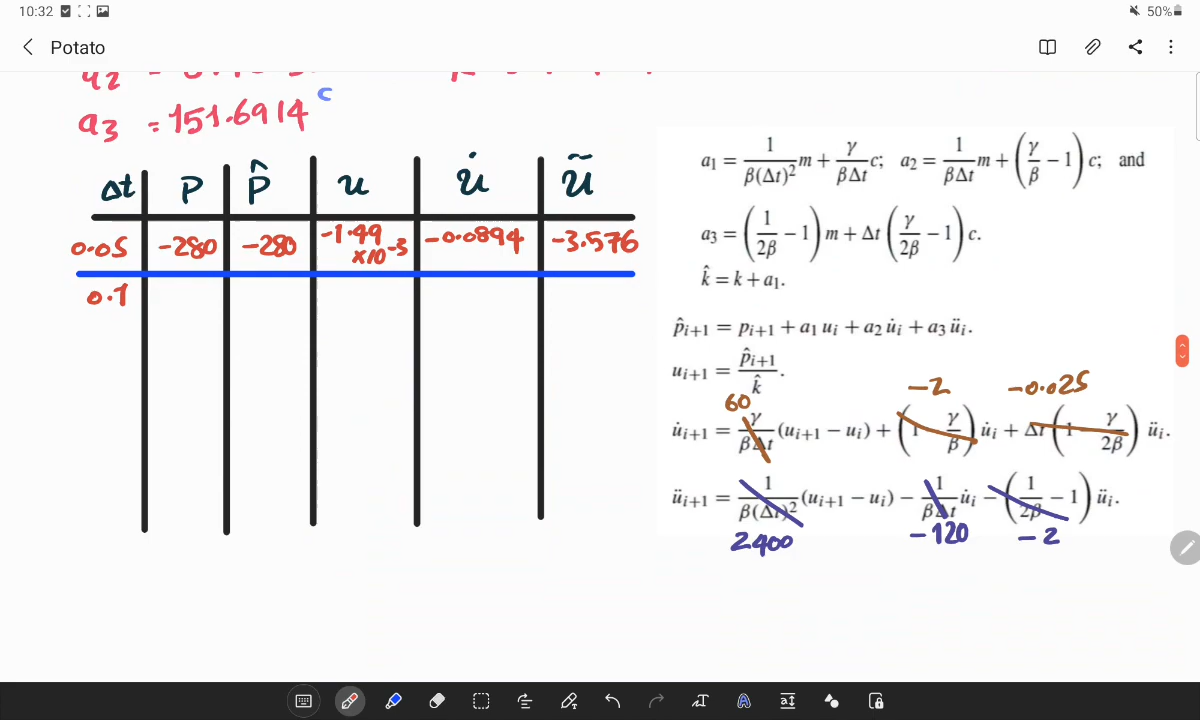 10:32 50%
Potato
a3 = 151.6914 c
Δt P P̂ u u̇ ũ
0.05 -280 -280 -1.49 ×10^-3 -0.0894 -3.576
0.1
a₁ = 1/(β(Δt)²) m + γ/(βΔt) c; a₂ = 1/(βΔt) m + (γ/β − 1) c; and
a₃ = (1/(2β) − 1) m + Δt (γ/(2β) − 1) c.
k̂ = k + a₁.
p̂ᵢ₊₁ = pᵢ₊₁ + a₁ uᵢ + a₂ u̇ᵢ + a₃ üᵢ.
uᵢ₊₁ = p̂ᵢ₊₁/k̂.
60 -2 -0.025
u̇ᵢ₊₁ = γ/(βΔt) (uᵢ₊₁ − uᵢ) + (1 − γ/β) u̇ᵢ + Δt (1 − γ/(2β)) üᵢ.
üᵢ₊₁ = 1/(β(Δt)²) (uᵢ₊₁ − uᵢ) − 1/(βΔt) u̇ᵢ − (1/(2β) − 1) üᵢ.
2400 -120 -2